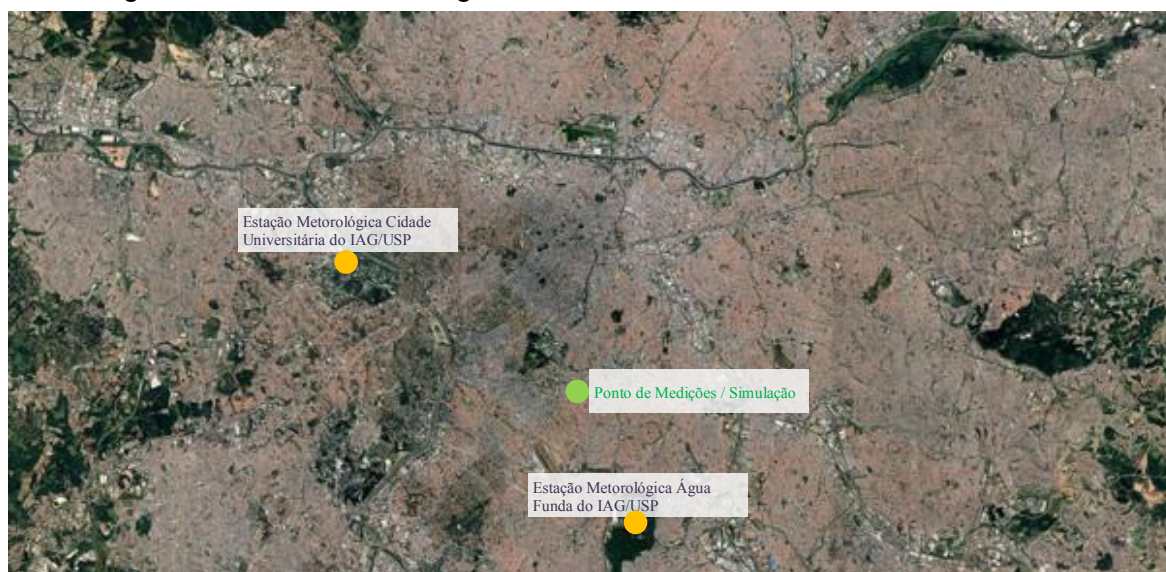 Estação Metorológica Cidade
Universitária do IAG/USP
Ponto de Medições / Simulação
Estação Metorológica Água
Funda do IAG/USP